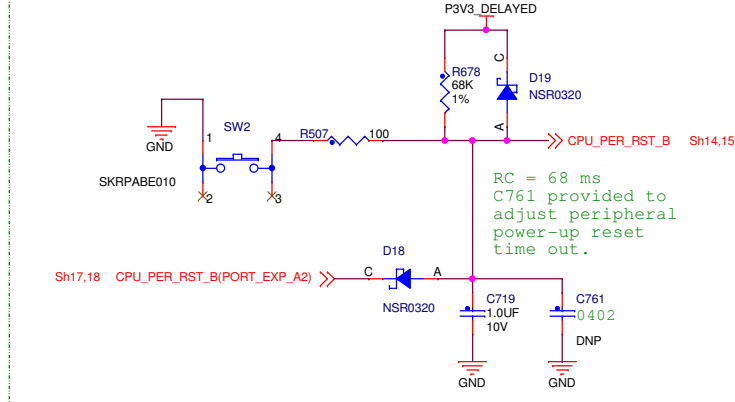 P3V3_DELAYED
C
R678
68K
1%
D19
NSR0320
A
SW2
1
4
R507
100
CPU_PER_RST_B
Sh14,15
GND
SKRPABE010
2
3
RC = 68 ms
C761 provided to
adjust peripheral
power-up reset
time out.
D18
Sh17,18
CPU_PER_RST_B(PORT_EXP_A2)
C
A
NSR0320
C719
1.0UF
10V
C761
0402
DNP
GND
GND